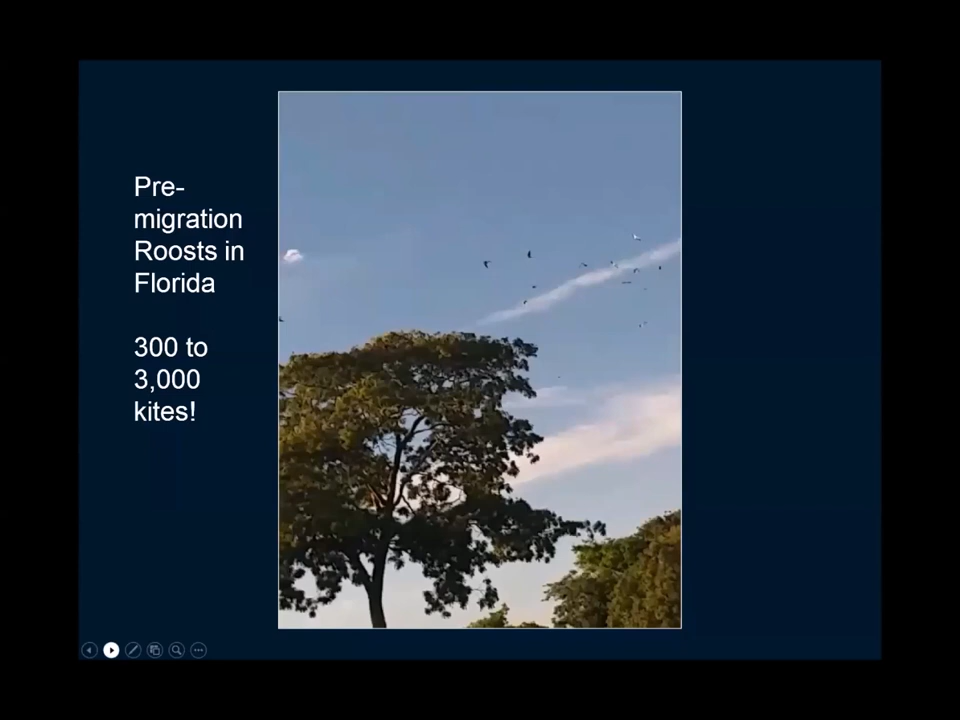 Pre-
migration
Roosts in
Florida
300 to
3,000
kites!